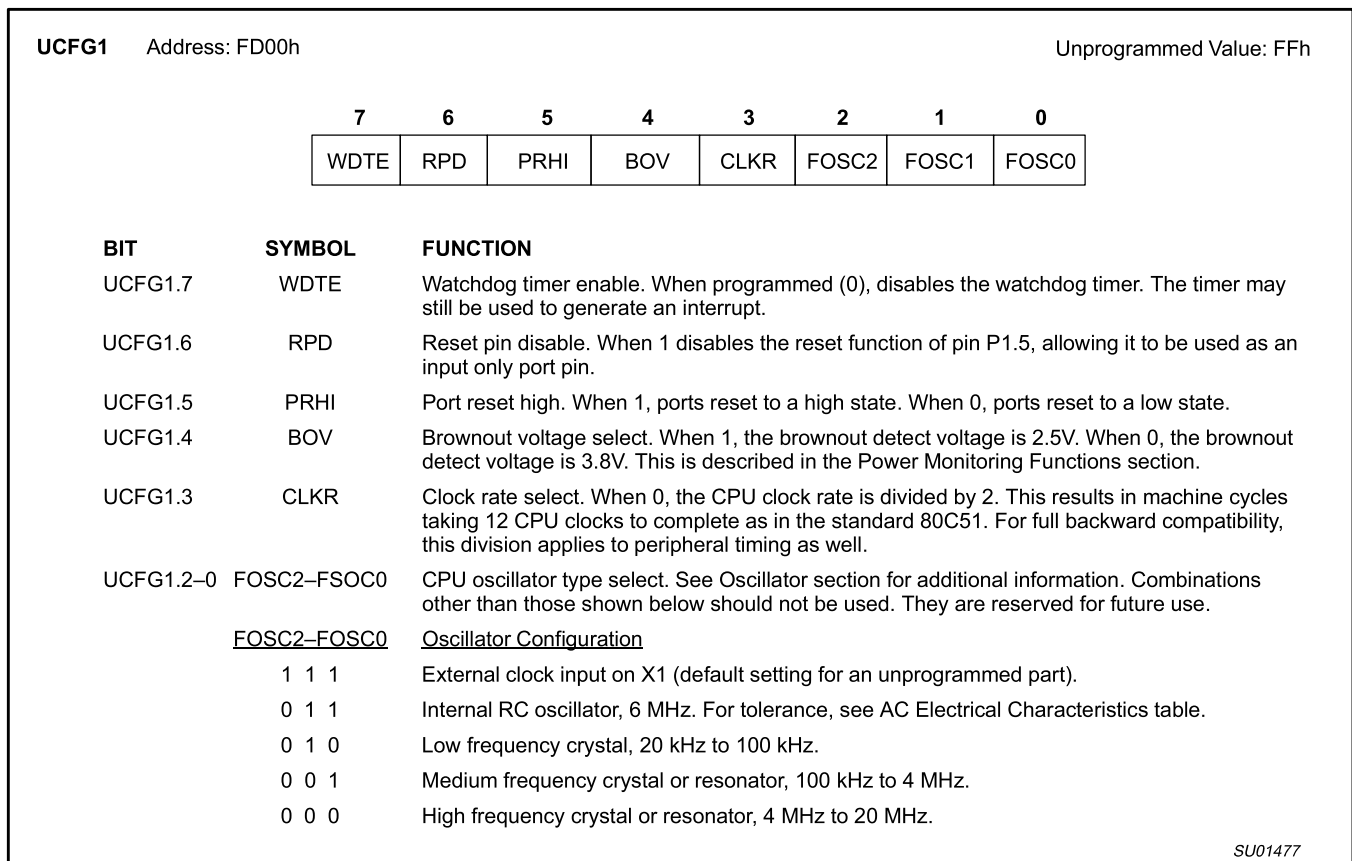 UCFG1 Address: FD00h Unprogrammed Value: FFh
7 6 5 4 3 2 1 0
WDTE RPD PRHI BOV CLKR FOSC2 FOSC1 FOSC0
BIT SYMBOL FUNCTION
UCFG1.7 WDTE Watchdog timer enable. When programmed (0), disables the watchdog timer. The timer may
still be used to generate an interrupt.
UCFG1.6 RPD Reset pin disable. When 1 disables the reset function of pin P1.5, allowing it to be used as an
input only port pin.
UCFG1.5 PRHI Port reset high. When 1, ports reset to a high state. When 0, ports reset to a low state.
UCFG1.4 BOV Brownout voltage select. When 1, the brownout detect voltage is 2.5V. When 0, the brownout
detect voltage is 3.8V. This is described in the Power Monitoring Functions section.
UCFG1.3 CLKR Clock rate select. When 0, the CPU clock rate is divided by 2. This results in machine cycles
taking 12 CPU clocks to complete as in the standard 80C51. For full backward compatibility,
this division applies to peripheral timing as well.
UCFG1.2–0 FOSC2–FSOC0 CPU oscillator type select. See Oscillator section for additional information. Combinations
other than those shown below should not be used. They are reserved for future use.
FOSC2–FOSC0 Oscillator Configuration
1 1 1 External clock input on X1 (default setting for an unprogrammed part).
0 1 1 Internal RC oscillator, 6 MHz. For tolerance, see AC Electrical Characteristics table.
0 1 0 Low frequency crystal, 20 kHz to 100 kHz.
0 0 1 Medium frequency crystal or resonator, 100 kHz to 4 MHz.
0 0 0 High frequency crystal or resonator, 4 MHz to 20 MHz.
SU01477